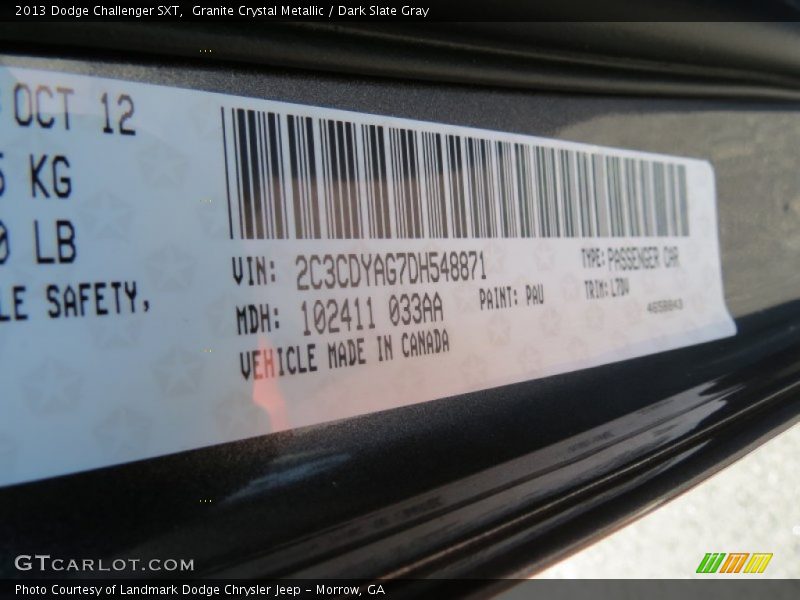 2013 Dodge Challenger SXT,  Granite Crystal Metallic / Dark Slate Gray
OCT 12
KG
LB
LE SAFETY,
VIN: 2C3CDYAG7DH548871
TYPE: PASSENGER CAR
MDH: 102411 033AA
PAINT: PAU
TRIM: L7DV
VEHICLE MADE IN CANADA
GTCARLOT.COM
Photo Courtesy of Landmark Dodge Chrysler Jeep - Morrow, GA